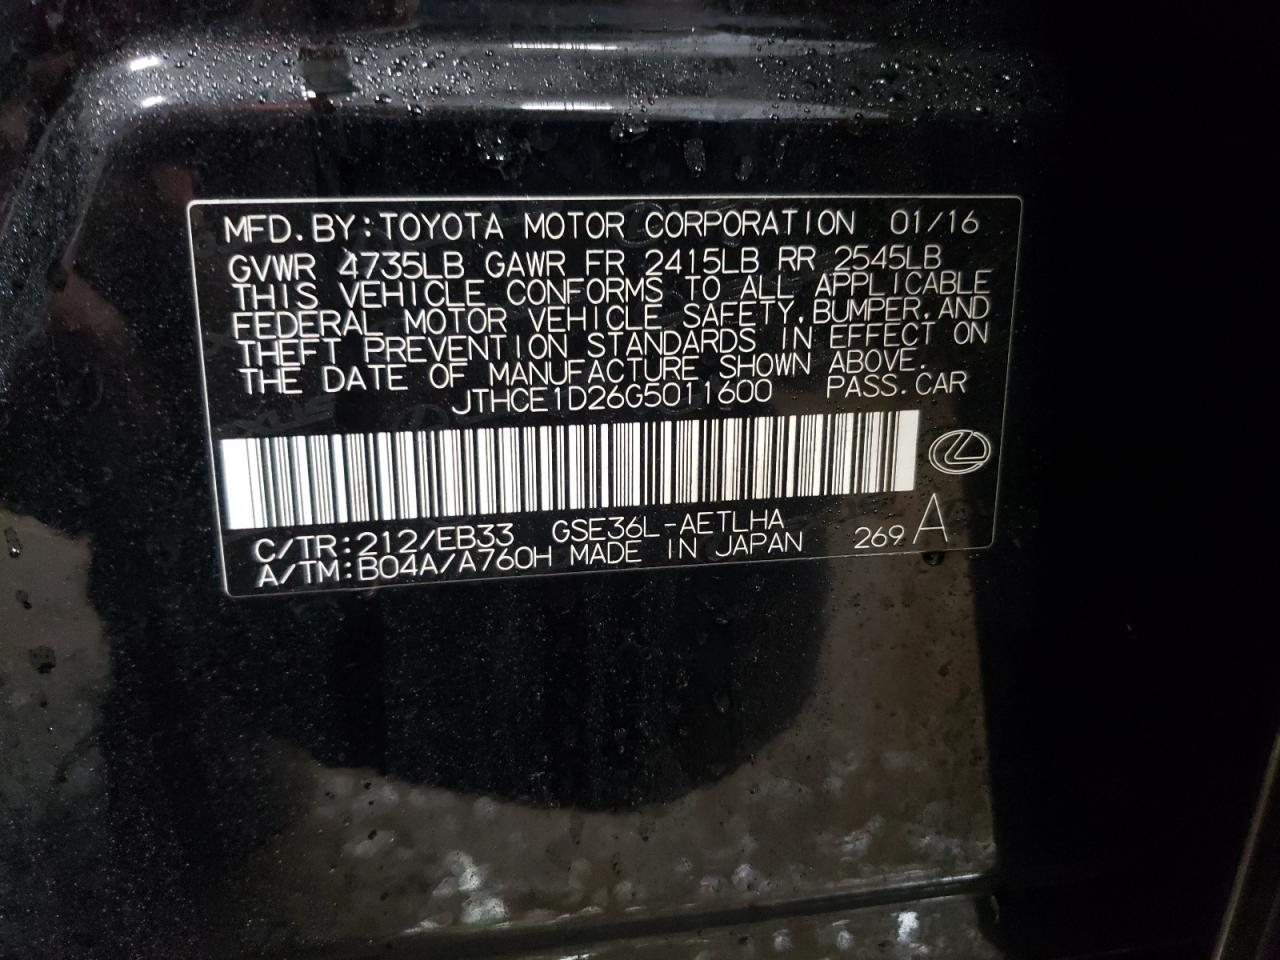 MFD.BY:TOYOTA MOTOR CORPORATION 01/16
GVWR 4735LB GAWR FR 2415LB RR 2545LB
THIS VEHICLE CONFORMS TO ALL APPLICABLE
FEDERAL MOTOR VEHICLE SAFETY,BUMPER,AND
THEFT PREVENTION STANDARDS IN EFFECT ON
THE DATE OF MANUFACTURE SHOWN ABOVE.
JTHCE1D26G5011600 PASS.CAR
C/TR:212/EB33 GSE36L-AETLHA 269 A
A/TM:B04A/A760H MADE IN JAPAN